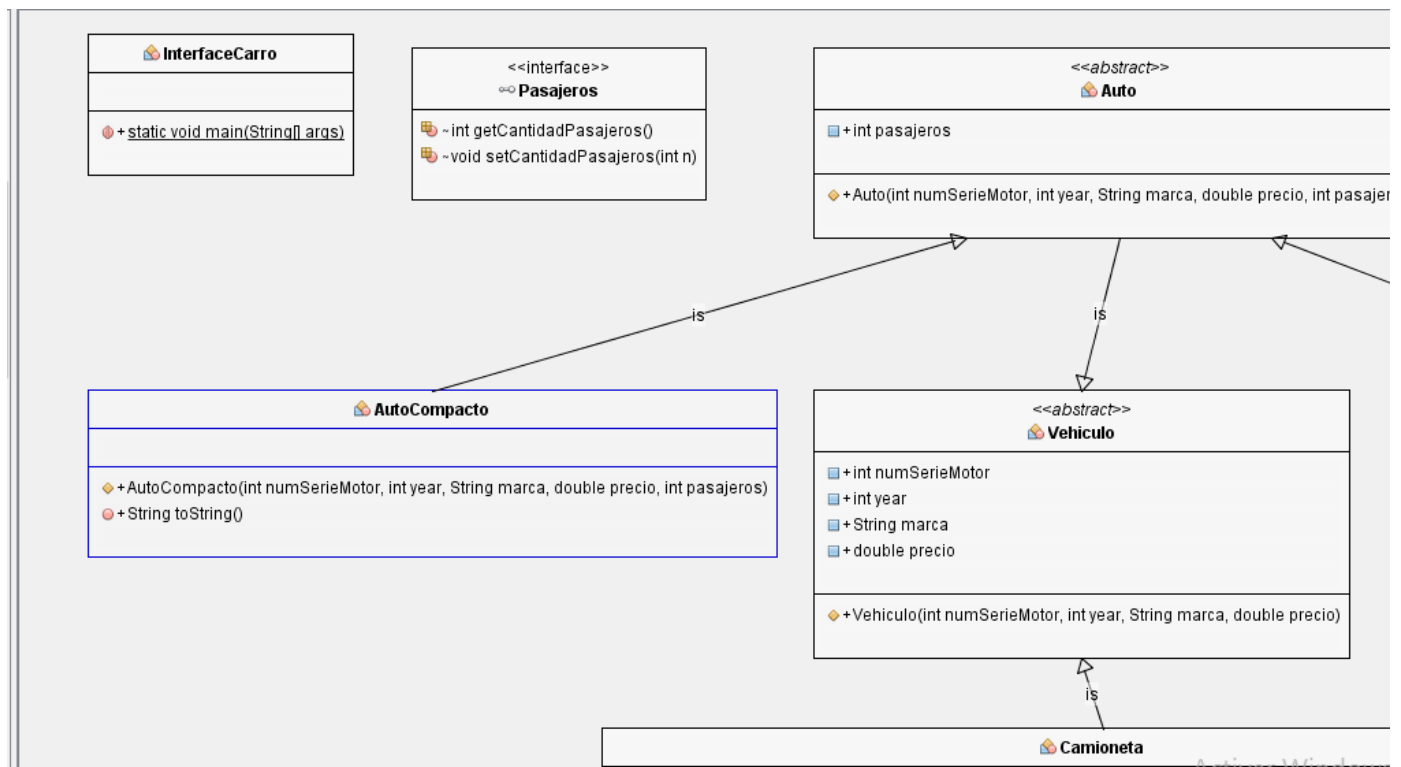 InterfaceCarro
+ static void main(String[] args)
<<interface>>
Pasajeros
~ int getCantidadPasajeros()
~ void setCantidadPasajeros(int n)
<<abstract>>
Auto
+ int pasajeros
+ Auto(int numSerieMotor, int year, String marca, double precio, int pasajer
is
is
AutoCompacto
+ AutoCompacto(int numSerieMotor, int year, String marca, double precio, int pasajeros)
+ String toString()
<<abstract>>
Vehiculo
+ int numSerieMotor
+ int year
+ String marca
+ double precio
+ Vehiculo(int numSerieMotor, int year, String marca, double precio)
is
Camioneta